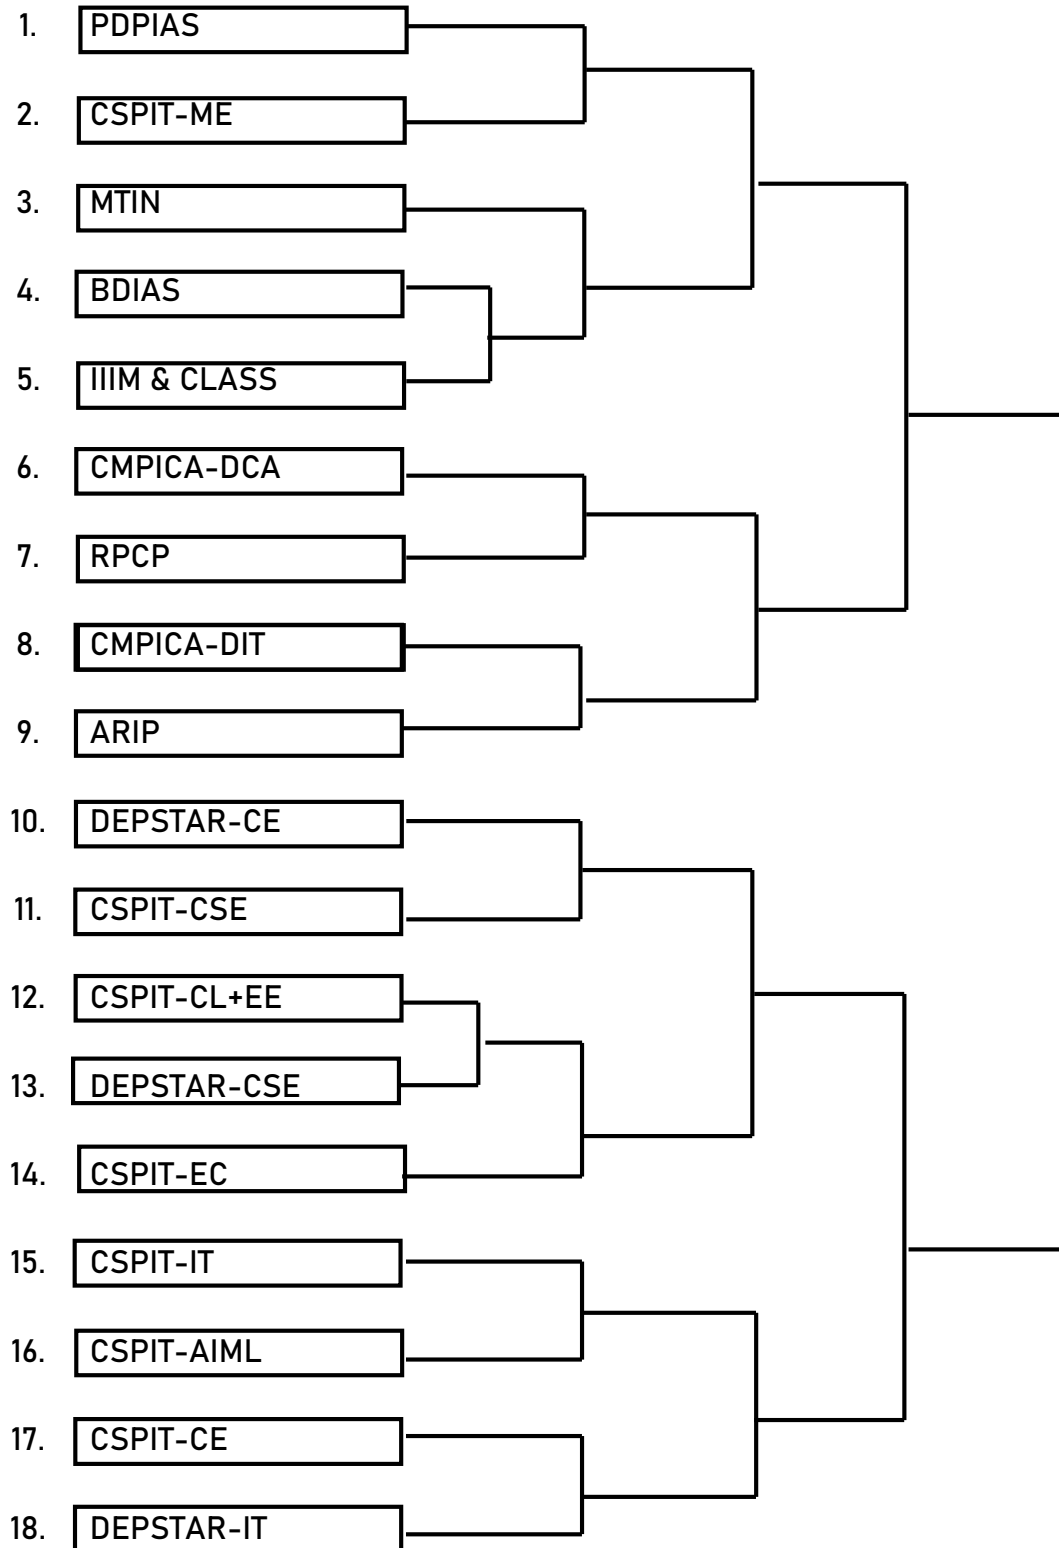 1. PDPIAS
2. CSPIT-ME
3. MTIN
4. BDIAS
5. IIIM & CLASS
6. CMPICA-DCA
7. RPCP
8. CMPICA-DIT
9. ARIP
10. DEPSTAR-CE
11. CSPIT-CSE
12. CSPIT-CL+EE
13. DEPSTAR-CSE
14. CSPIT-EC
15. CSPIT-IT
16. CSPIT-AIML
17. CSPIT-CE
18. DEPSTAR-IT